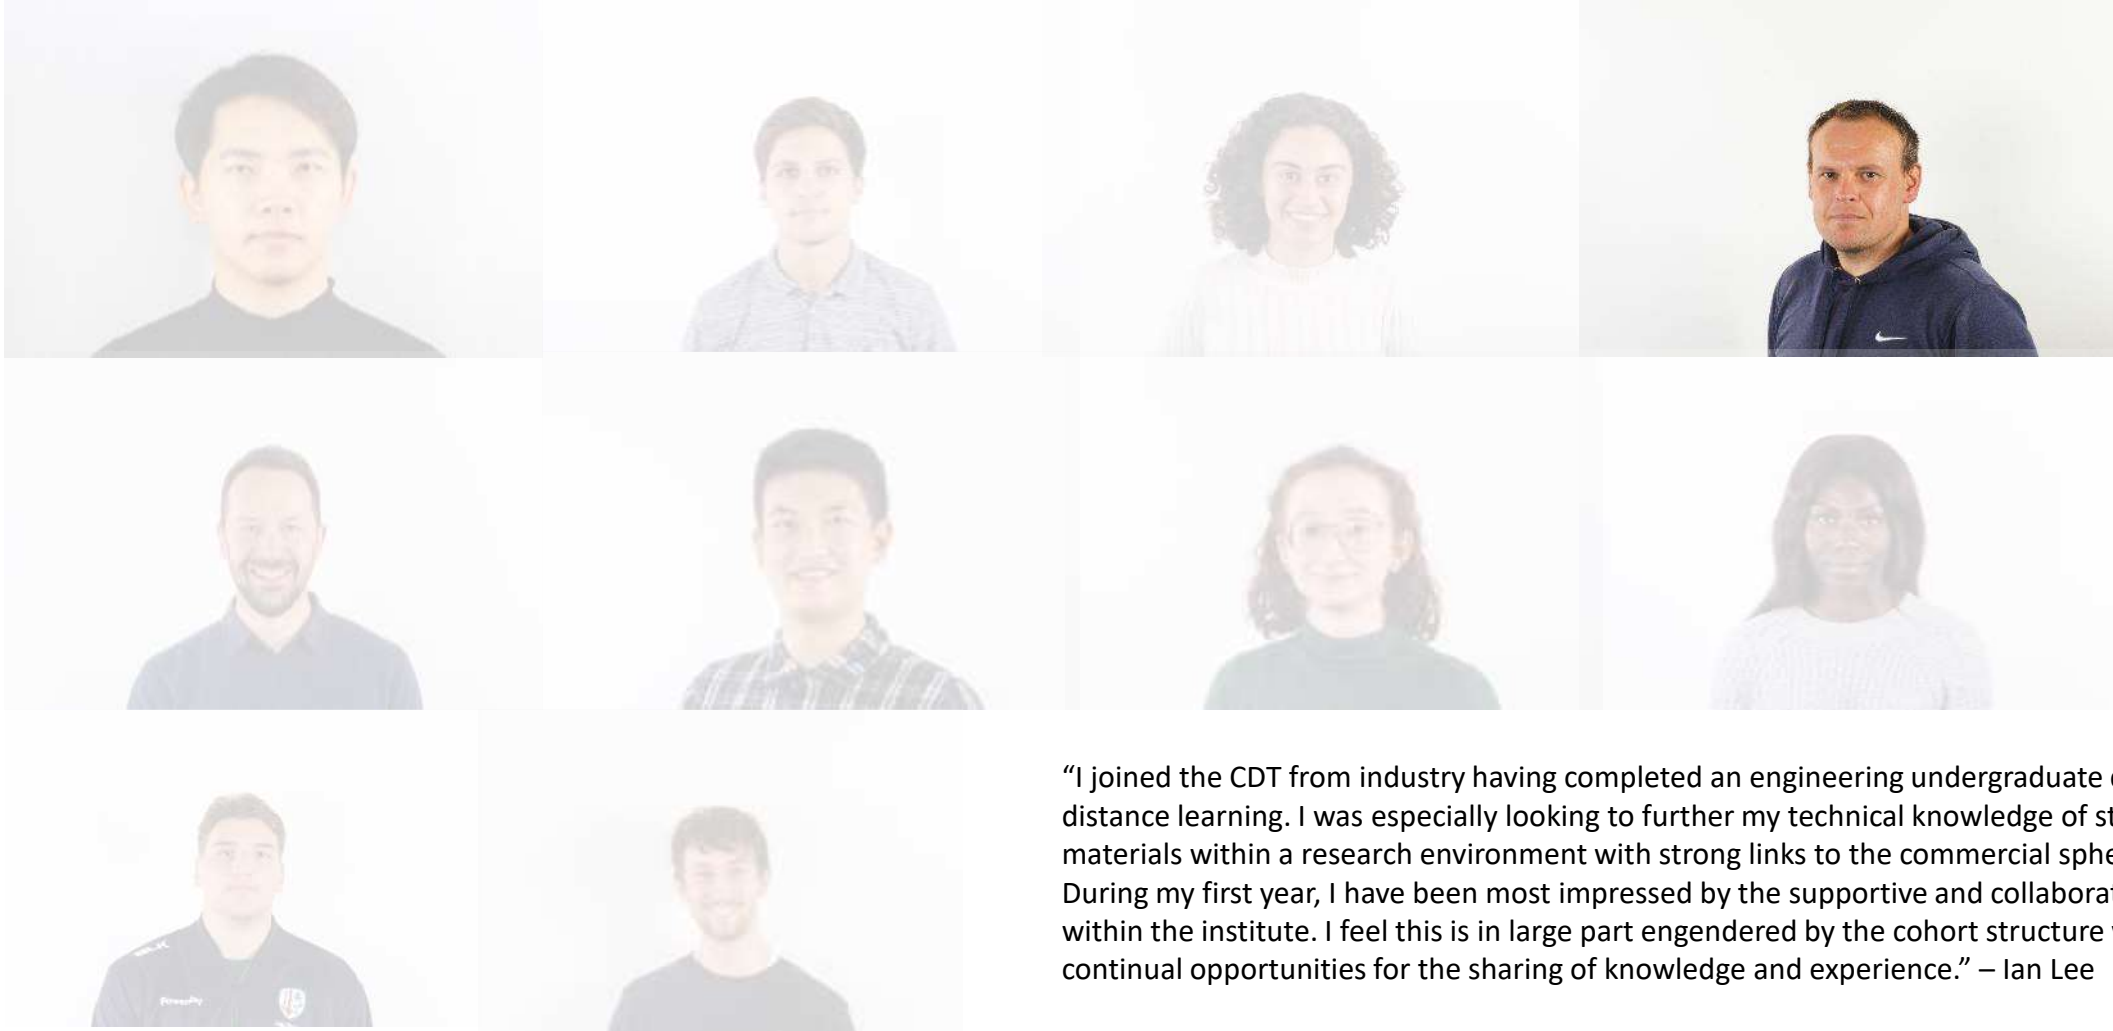 “I joined the CDT from industry having completed an engineering undergraduate
distance learning. I was especially looking to further my technical knowledge of
materials within a research environment with strong links to the commercial
During my first year, I have been most impressed by the supportive and
within the institute. I feel this is in large part engendered by the cohort structure
continual opportunities for the sharing of knowledge and experience.” – Ian Lee